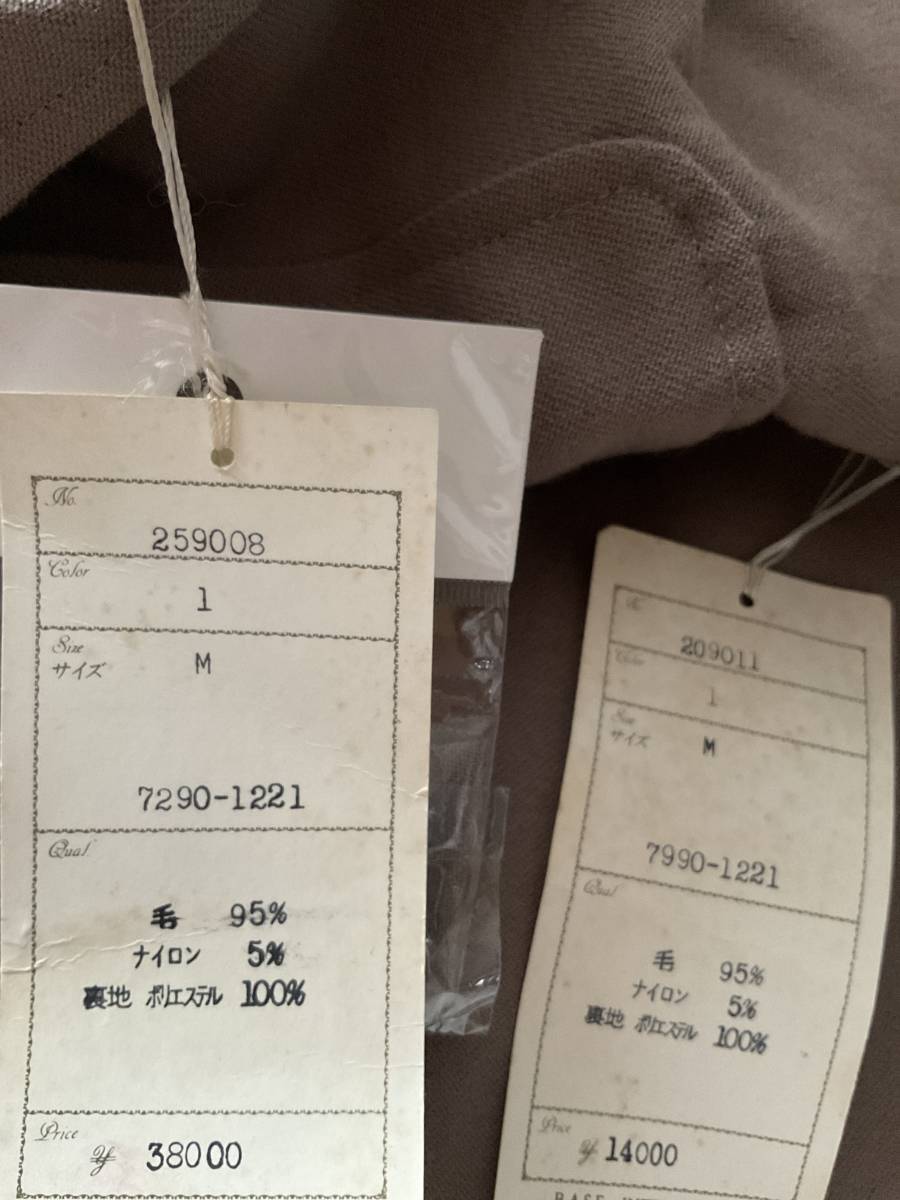 No.
259008
Color
1
Size
サイズ M
7290-1221
Qual
毛 95%
ナイロン 5%
裏地 ポリエステル 100%
Price
¥ 38000
209011
Color
1
Size
サイズ M
7990-1221
Qual
毛 95%
ナイロン 5%
裏地 ポリエステル 100%
Price
¥ 14000